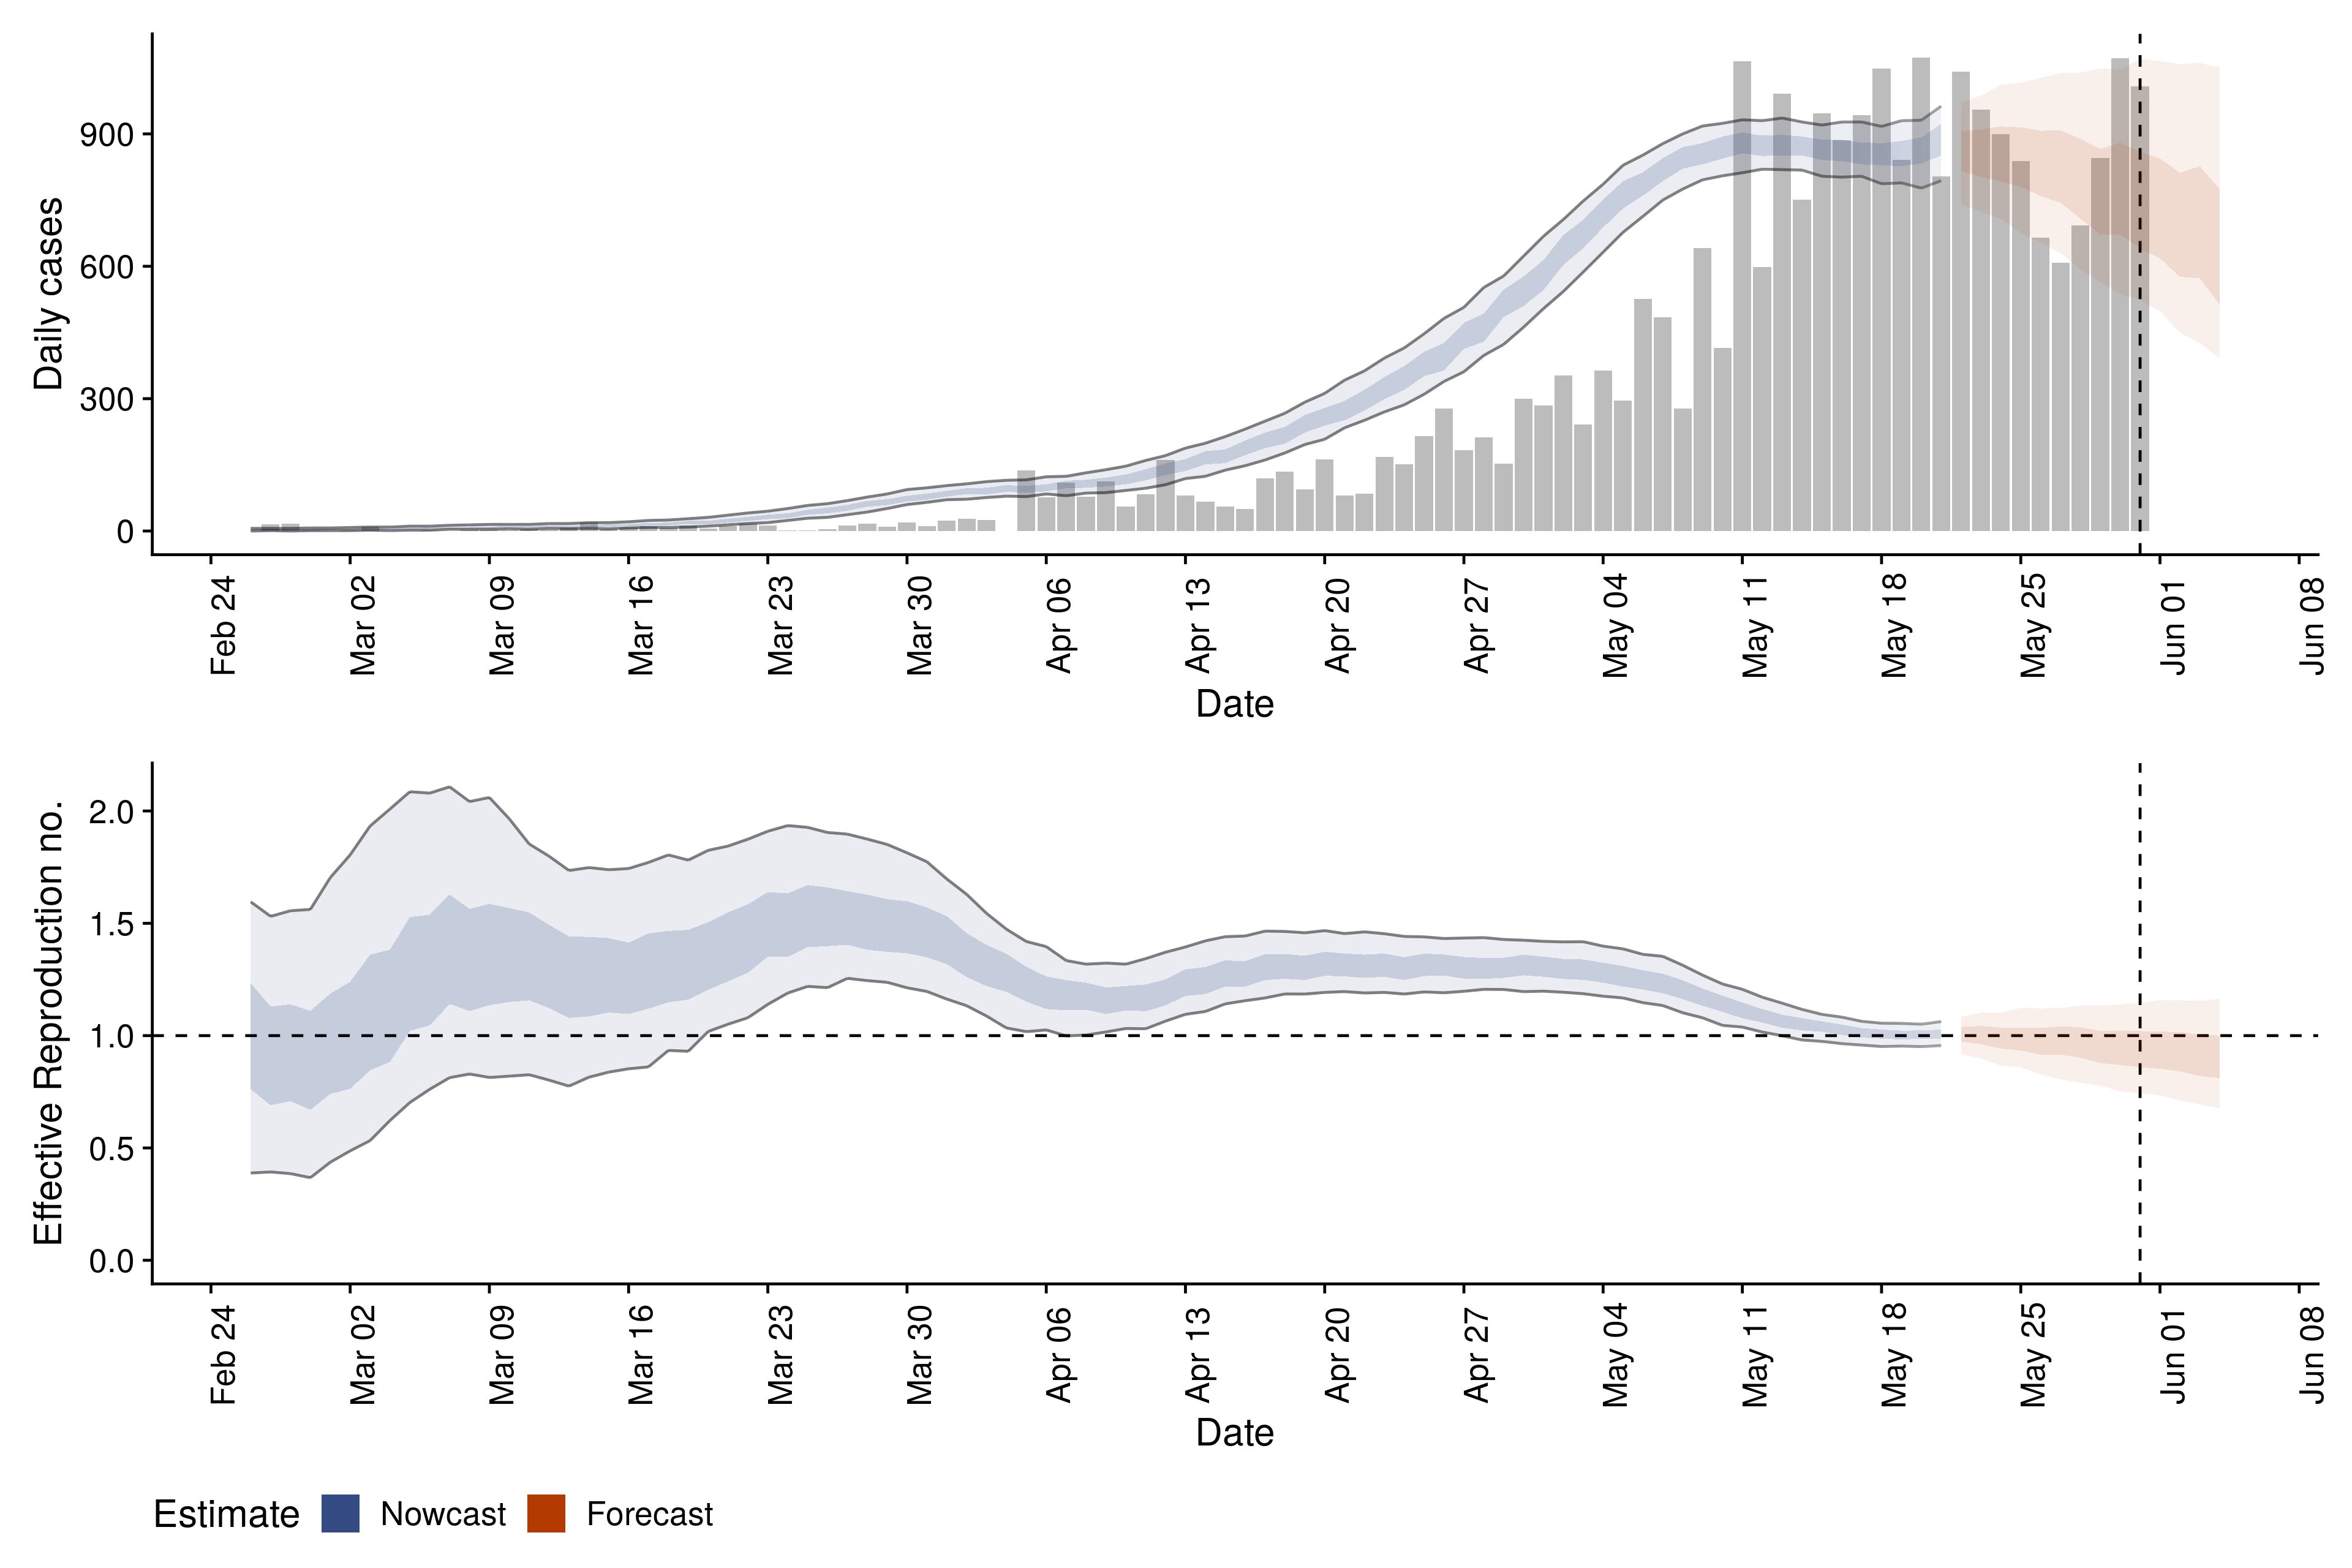 Daily cases
900
600
300
0
Feb 24
Mar 02
Mar 09
Mar 16
Mar 23
Mar 30
Apr 06
Apr 13
Apr 20
Apr 27
May 04
May 11
May 18
May 25
Jun 01
Jun 08
Date
Effective Reproduction no.
2.0
1.5
1.0
0.5
0.0
Feb 24
Mar 02
Mar 09
Mar 16
Mar 23
Mar 30
Apr 06
Apr 13
Apr 20
Apr 27
May 04
May 11
May 18
May 25
Jun 01
Jun 08
Date
Estimate Nowcast Forecast